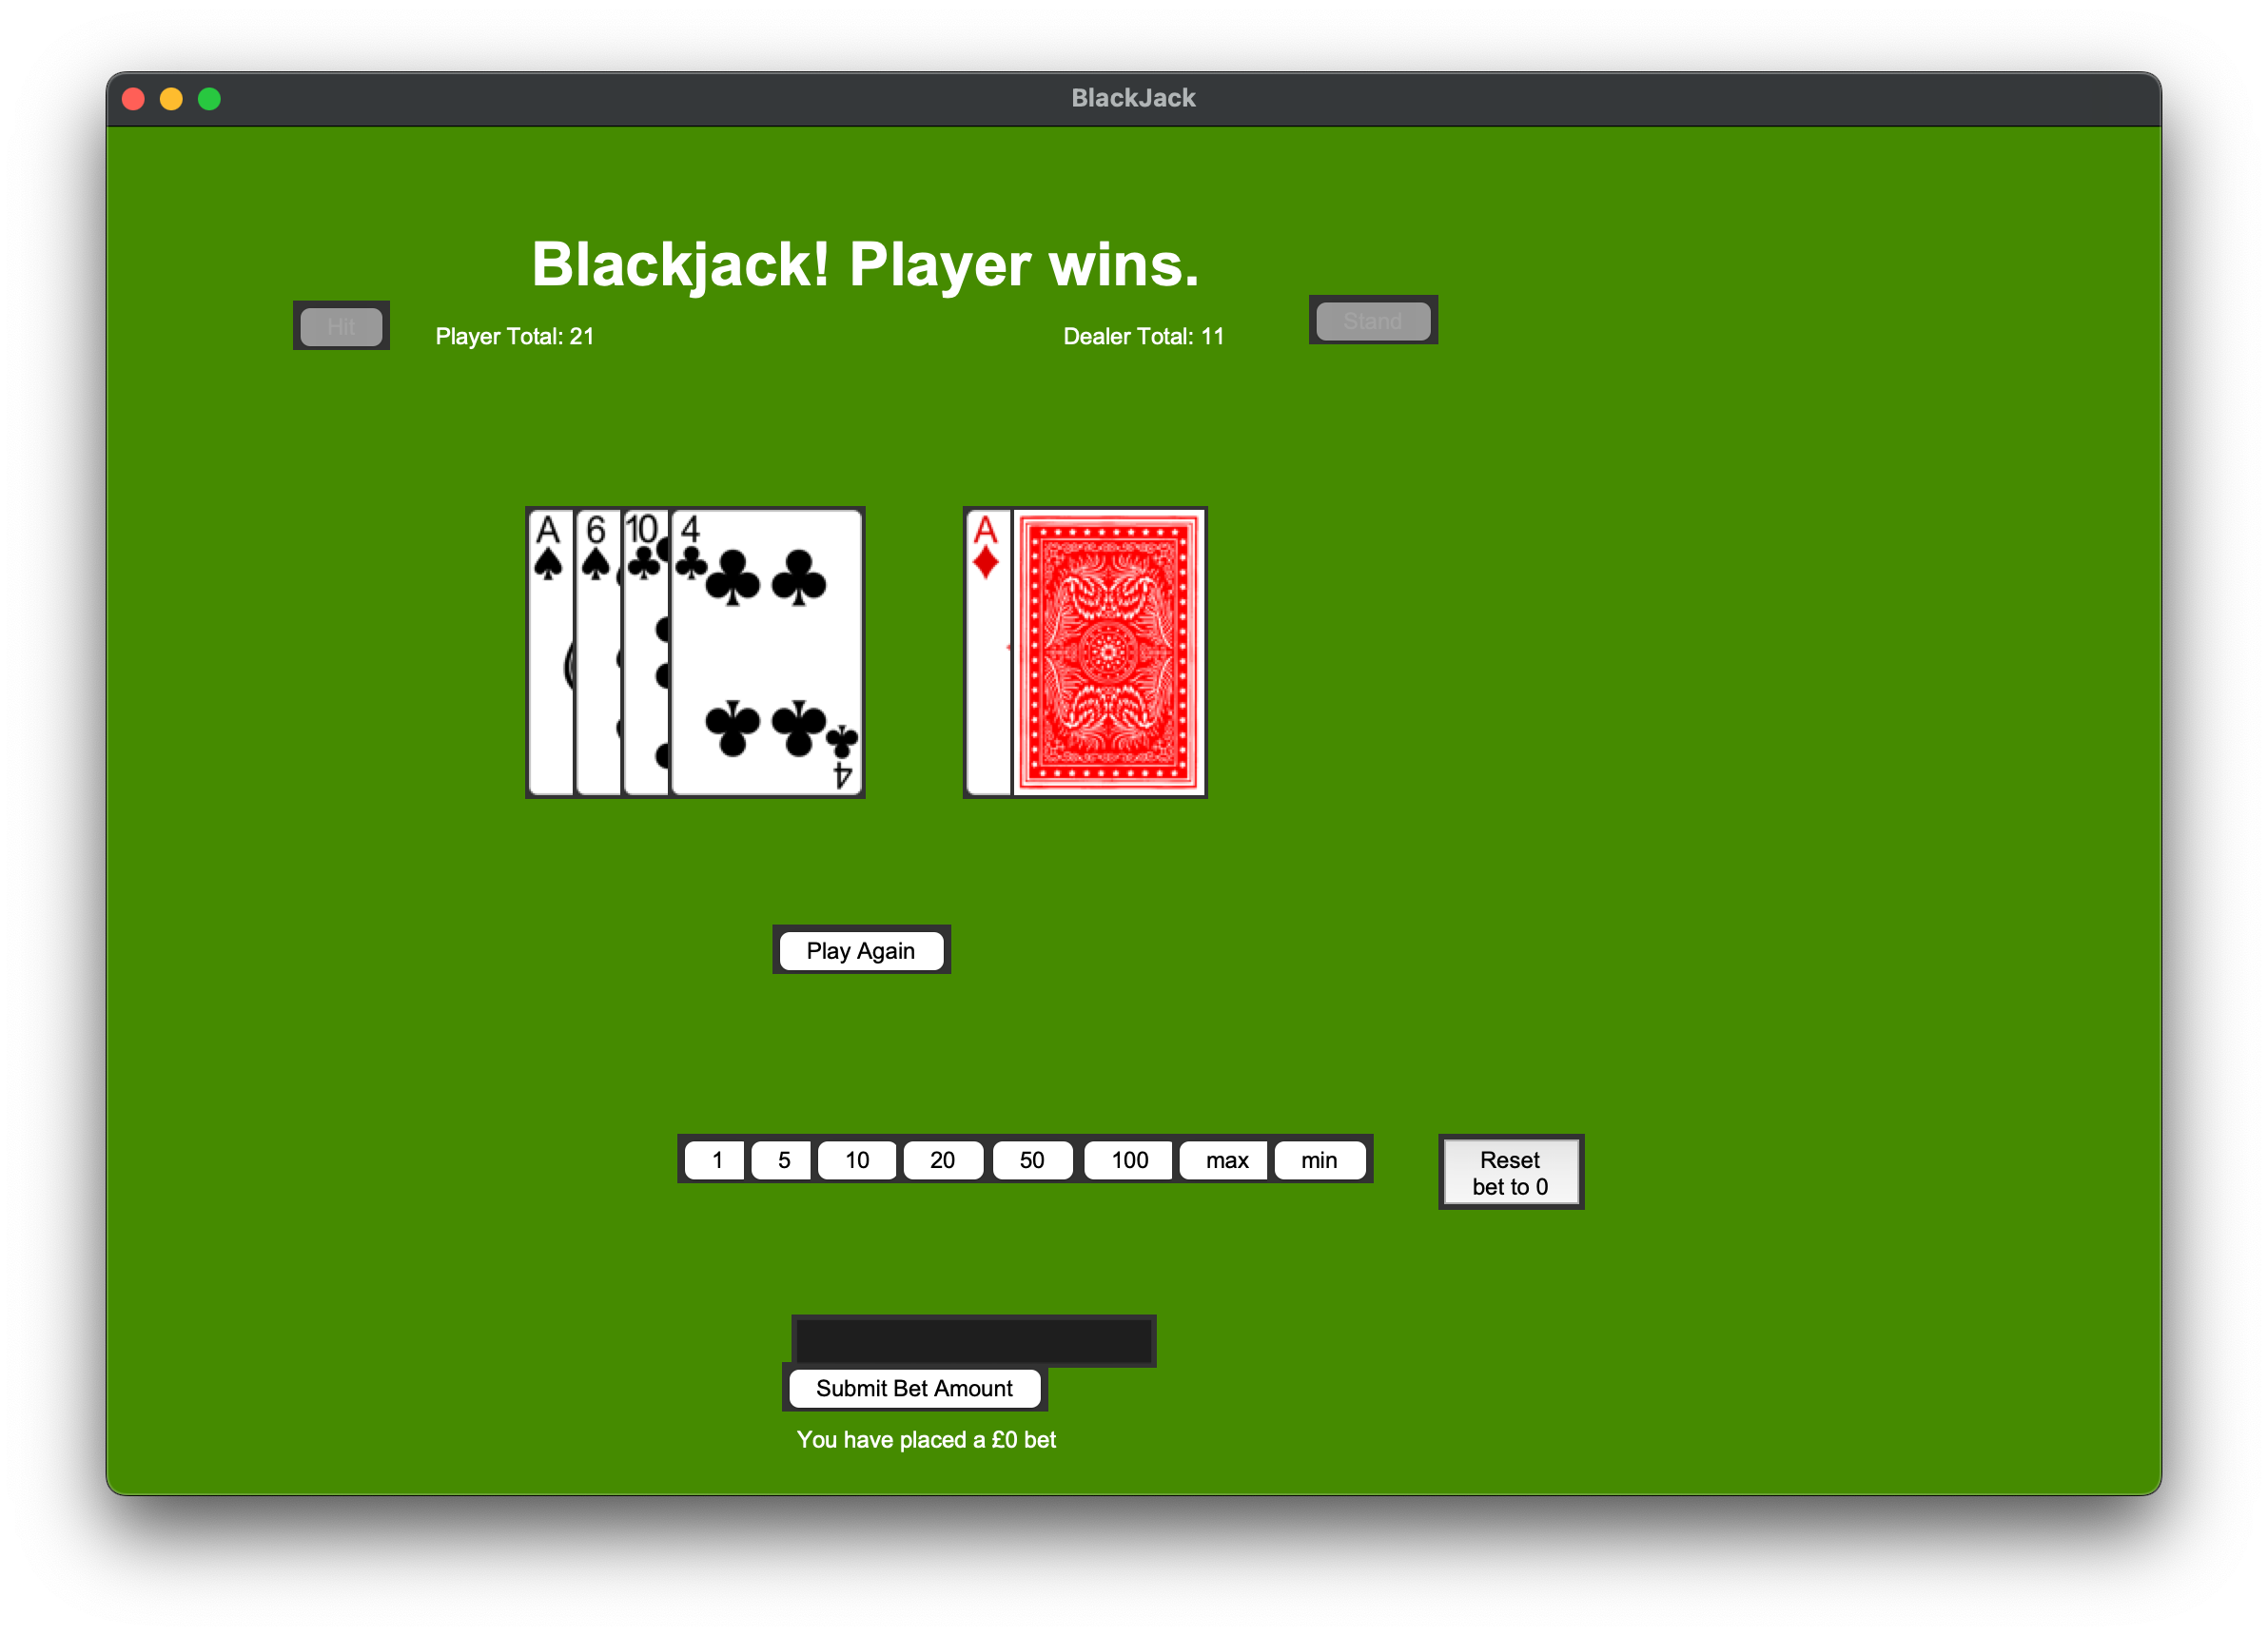 BlackJack
Blackjack! Player wins.
Hit
Player Total: 21
Dealer Total: 11
Stand
A
6
10
4
4
A
Play Again
1
5
10
20
50
100
max
min
Reset
bet to 0
Submit Bet Amount
You have placed a £0 bet